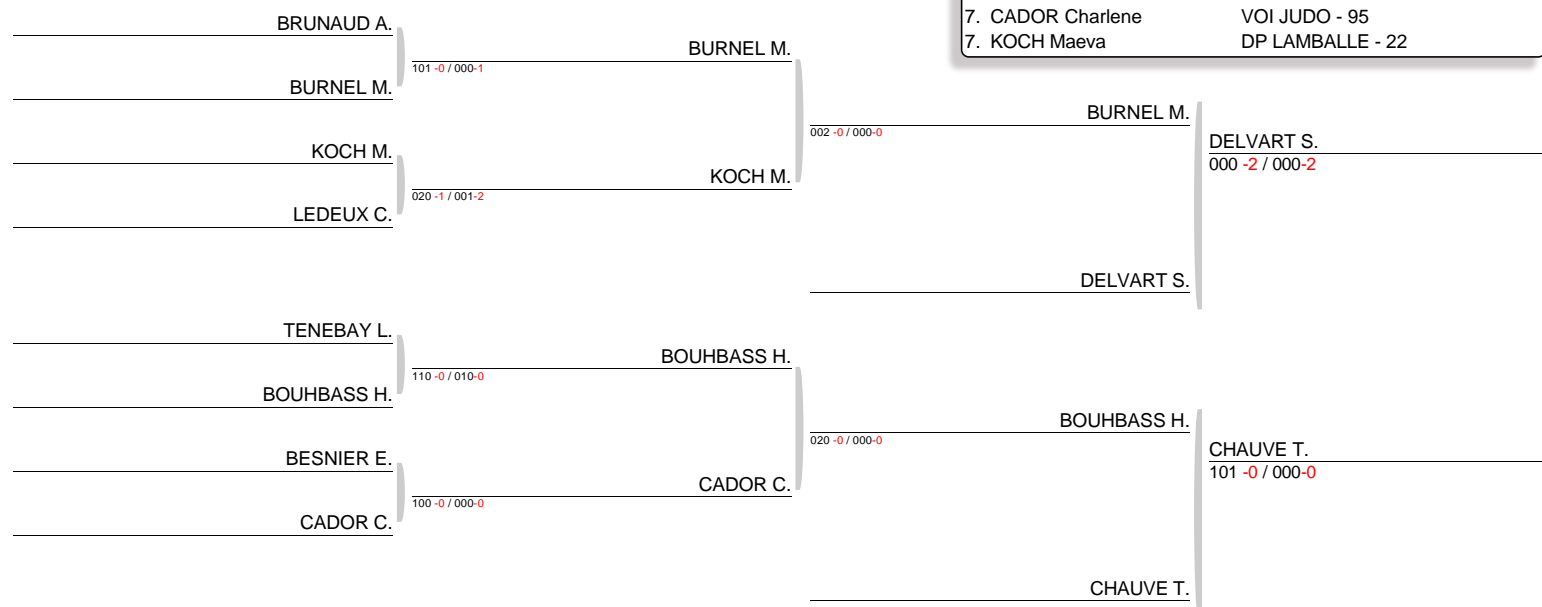 7. CADOR Charlene VOI JUDO - 95
7. KOCH Maeva DP LAMBALLE - 22
BRUNAUD A.
BURNEL M.
101 -0 / 000-1
BURNEL M.
KOCH M.
LEDEUX C.
020 -1 / 001-2
KOCH M.
BURNEL M.
002 -0 / 000-0
DELVART S.
DELVART S.
000 -2 / 000-2
TENEBAY L.
BOUHBASS H.
110 -0 / 010-0
BOUHBASS H.
BESNIER E.
CADOR C.
100 -0 / 000-0
CADOR C.
BOUHBASS H.
020 -0 / 000-0
CHAUVE T.
CHAUVE T.
101 -0 / 000-0